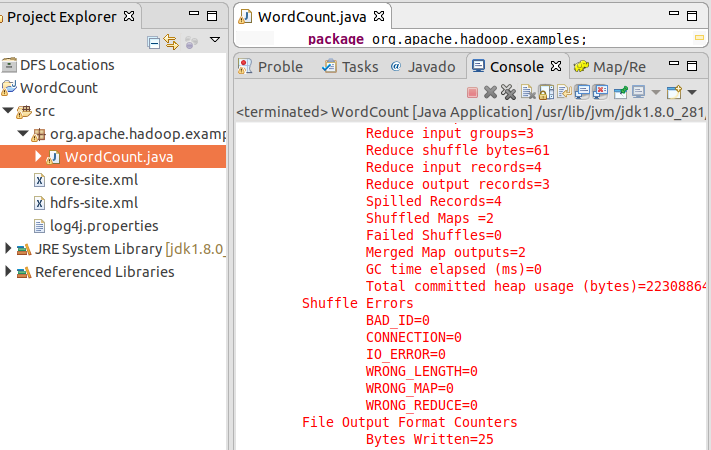 Project Explorer
DFS Locations
WordCount
src
org.apache.hadoop.examp
WordCount.java
core-site.xml
hdfs-site.xml
log4j.properties
JRE System Library [jdk1.8.0_
Referenced Libraries
WordCount.java
package org.apache.hadoop.examples;
Proble
Tasks
@ Javado
Console
Map/Re
<terminated> WordCount [Java Application] /usr/lib/jvm/jdk1.8.0_281/
Reduce input groups=3
Reduce shuffle bytes=61
Reduce input records=4
Reduce output records=3
Spilled Records=4
Shuffled Maps =2
Failed Shuffles=0
Merged Map outputs=2
GC time elapsed (ms)=0
Total committed heap usage (bytes)=22308864
Shuffle Errors
BAD_ID=0
CONNECTION=0
IO_ERROR=0
WRONG_LENGTH=0
WRONG_MAP=0
WRONG_REDUCE=0
File Output Format Counters
Bytes Written=25